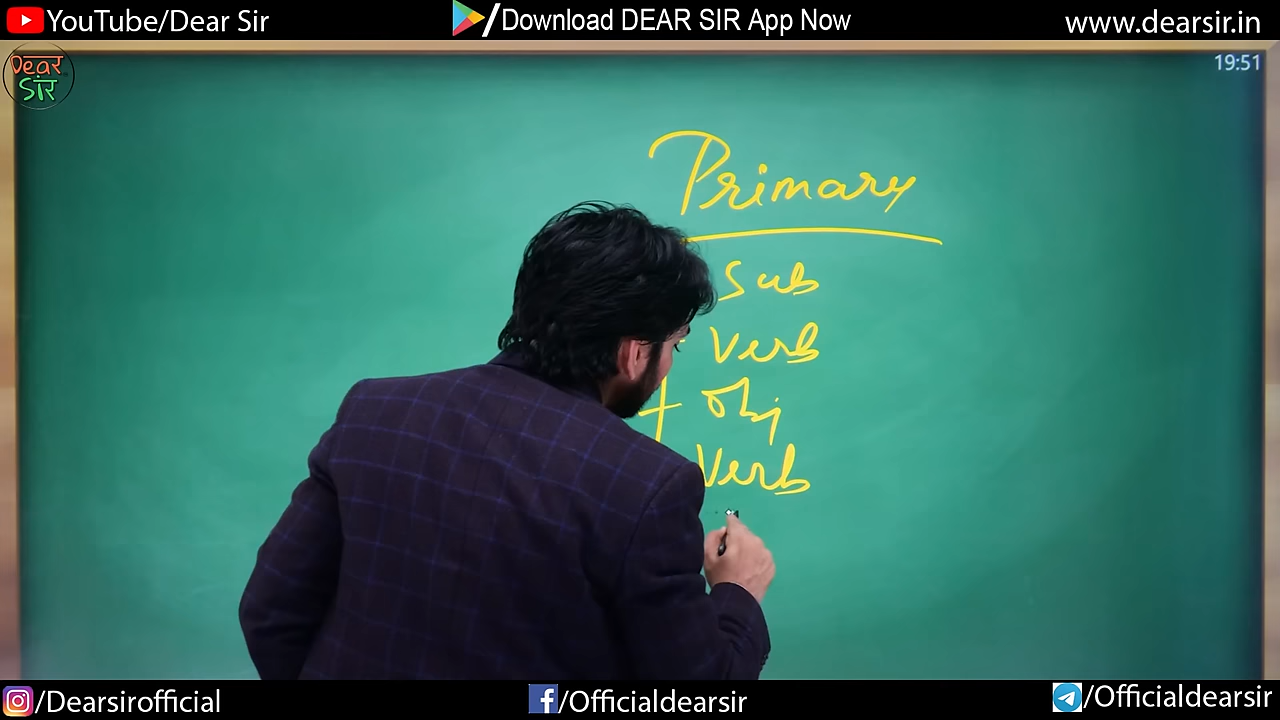 YouTube/Dear Sir
/Download DEAR SIR App Now
www.dearsir.in
Dear
सिर
19:51
Primary
Sub
Verb
+ Obj
Verb
/Dearsirofficial
/Officialdearsir
/Officialdearsir